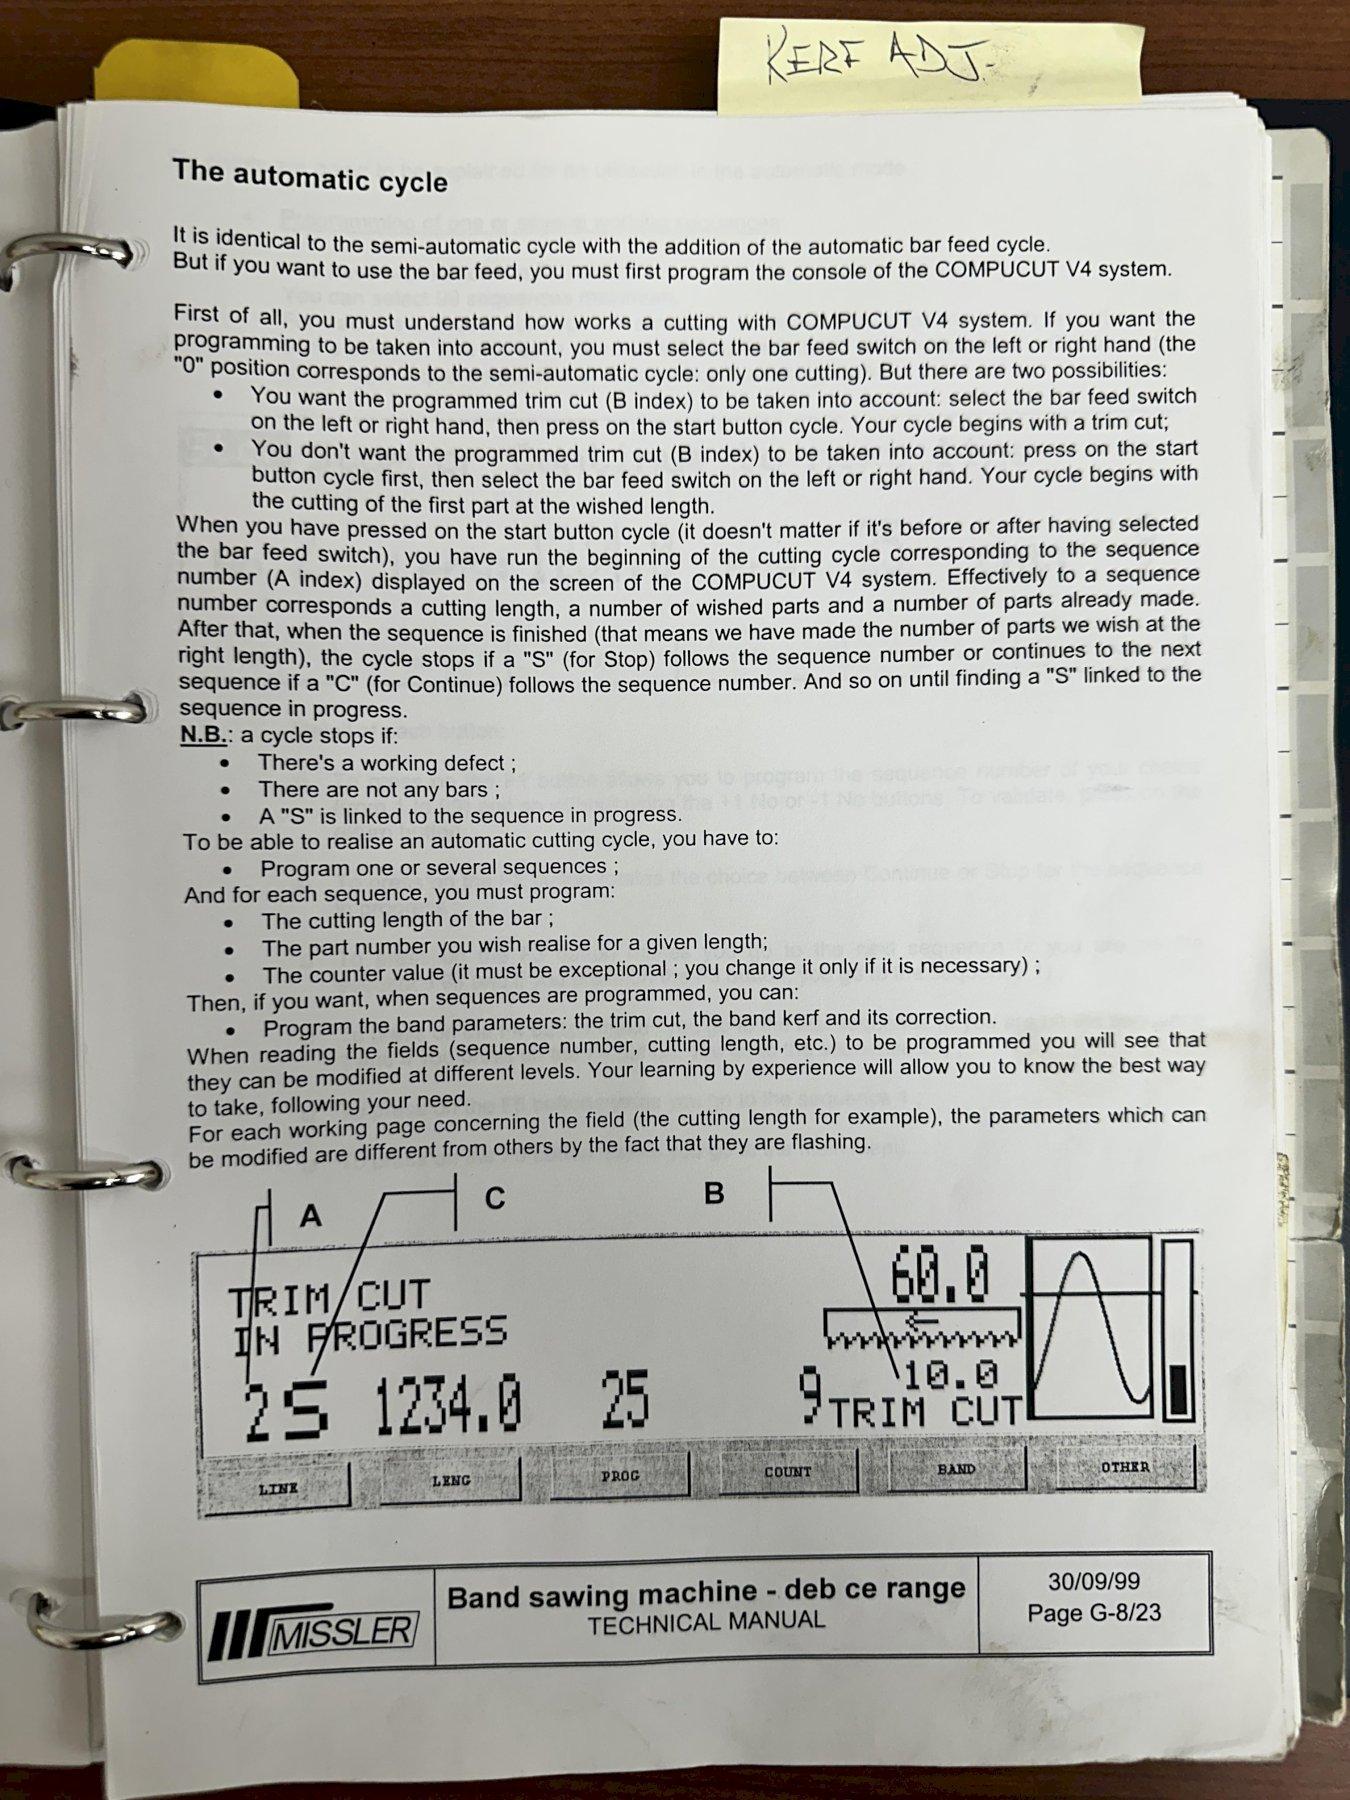 KERF ADJ.
The automatic cycle
It is identical to the semi-automatic cycle with the addition of the automatic bar feed cycle.
But if you want to use the bar feed, you must first program the console of the COMPUCUT V4 system.
First of all, you must understand how works a cutting with COMPUCUT V4 system. If you want the
programming to be taken into account, you must select the bar feed switch on the left or right hand (the
"0" position corresponds to the semi-automatic cycle: only one cutting). But there are two possibilities:
• You want the programmed trim cut (B index) to be taken into account: select the bar feed switch
on the left or right hand, then press on the start button cycle. Your cycle begins with a trim cut;
• You don't want the programmed trim cut (B index) to be taken into account: press on the start
button cycle first, then select the bar feed switch on the left or right hand. Your cycle begins with
the cutting of the first part at the wished length.
When you have pressed on the start button cycle (it doesn't matter if it's before or after having selected
the bar feed switch), you have run the beginning of the cutting cycle corresponding to the sequence
number (A index) displayed on the screen of the COMPUCUT V4 system. Effectively to a sequence
number corresponds a cutting length, a number of wished parts and a number of parts already made.
After that, when the sequence is finished (that means we have made the number of parts we wish at the
right length), the cycle stops if a "S" (for Stop) follows the sequence number or continues to the next
sequence if a "C" (for Continue) follows the sequence number. And so on until finding a "S" linked to the
sequence in progress.
N.B.: a cycle stops if:
• There's a working defect ;
• There are not any bars ;
• A "S" is linked to the sequence in progress.
To be able to realise an automatic cutting cycle, you have to:
• Program one or several sequences ;
And for each sequence, you must program:
• The cutting length of the bar ;
• The part number you wish realise for a given length;
• The counter value (it must be exceptional ; you change it only if it is necessary) ;
Then, if you want, when sequences are programmed, you can:
• Program the band parameters: the trim cut, the band kerf and its correction.
When reading the fields (sequence number, cutting length, etc.) to be programmed you will see that
they can be modified at different levels. Your learning by experience will allow you to know the best way
to take, following your need.
For each working page concerning the field (the cutting length for example), the parameters which can
be modified are different from others by the fact that they are flashing.
A C B
TRIM CUT
IN PROGRESS
60.0
10.0
2S 1234.0 25 9 TRIM CUT
LINK LENG PROG COUNT BAND OTHER
MISSLER
Band sawing machine - deb ce range
TECHNICAL MANUAL
30/09/99
Page G-8/23